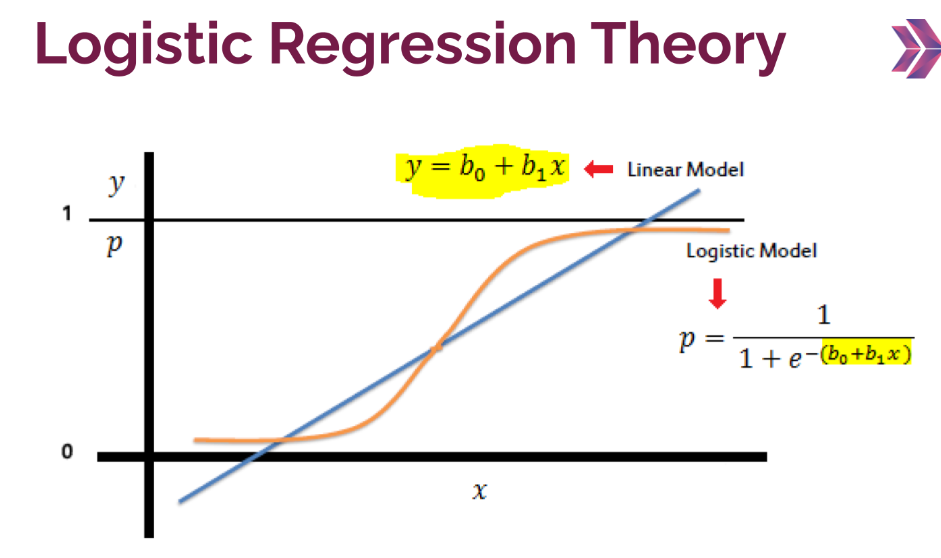 Logistic Regression Theory
y = b₀ + b₁x
Linear Model
y
1
p
Logistic Model
p = 1 / (1 + e^−(b₀+b₁x))
0
x